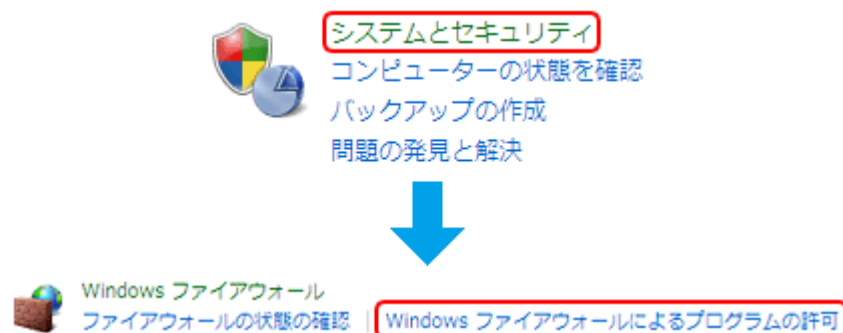 システムとセキュリティ
コンピューターの状態を確認
バックアップの作成
問題の発見と解決
Windows ファイアウォール
ファイアウォールの状態の確認 | Windows ファイアウォールによるプログラムの許可